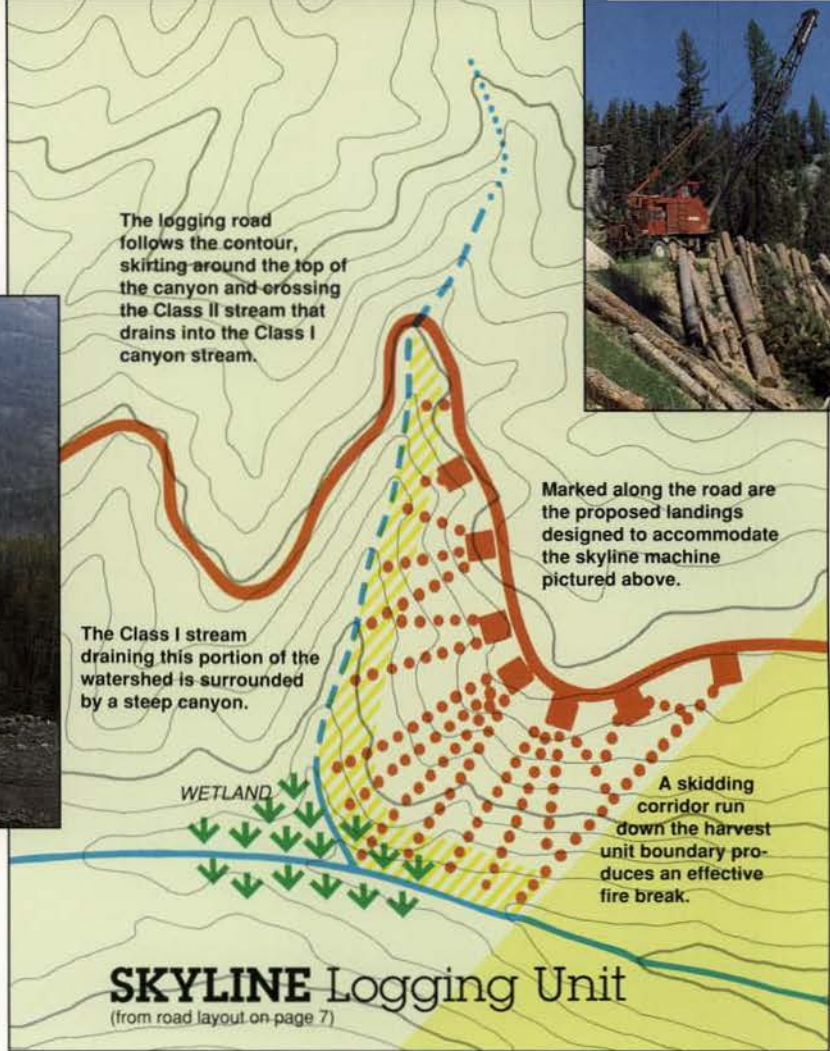 The logging road
follows the contour,
skirting around the top of
the canyon and crossing
the Class II stream that
drains into the Class I
canyon stream.
Marked along the road are
the proposed landings
designed to accommodate
the skyline machine
pictured above.
The Class I stream
draining this portion of the
watershed is surrounded
by a steep canyon.
WETLAND
A skidding
corridor run
down the harvest
unit boundary pro-
duces an effective
fire break.
SKYLINE Logging Unit
(from road layout on page 7)